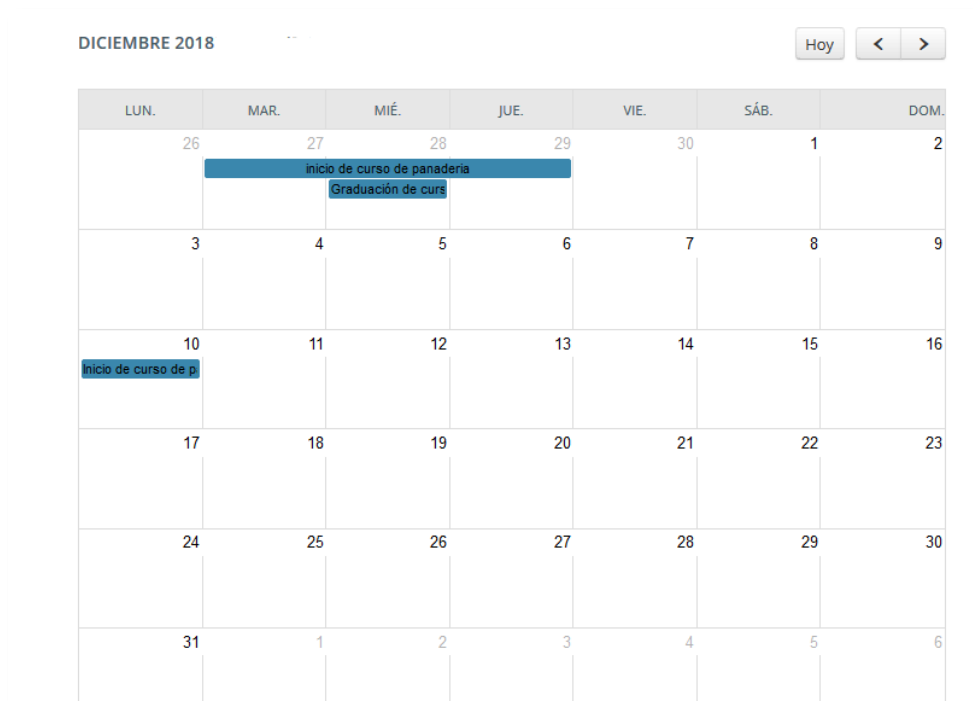 DICIEMBRE 2018 Hoy
LUN. MAR. MIÉ. JUE. VIE. SÁB. DOM.
26 27 28 29 30 1 2
inicio de curso de panaderia
Graduación de curs
3 4 5 6 7 8 9
10 11 12 13 14 15 16
Inicio de curso de p
17 18 19 20 21 22 23
24 25 26 27 28 29 30
31 1 2 3 4 5 6